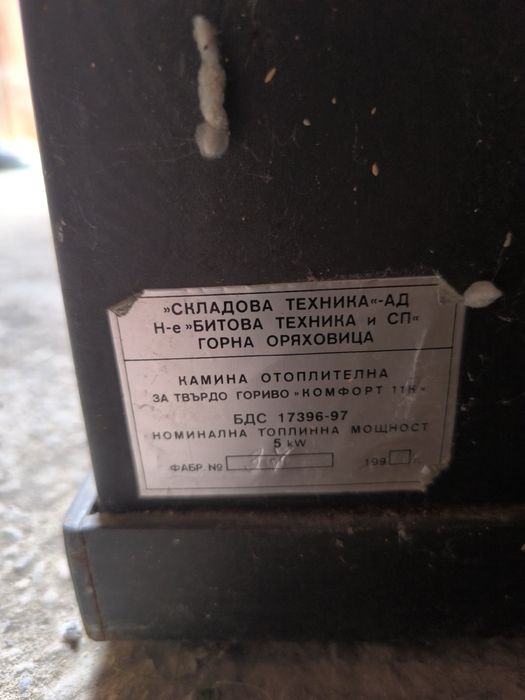 »СКЛАДОВА ТЕХНИКА«-АД
Н-е »БИТОВА ТЕХНИКА и СП«
ГОРНА ОРЯХОВИЦА
КАМИНА ОТОПЛИТЕЛНА
ЗА ТВЪРДО ГОРИВО »КОМФОРТ 11К»
БДС 17396-97
НОМИНАЛНА ТОПЛИННА МОЩНОСТ
5 kW
ФАБР. № 199 г.